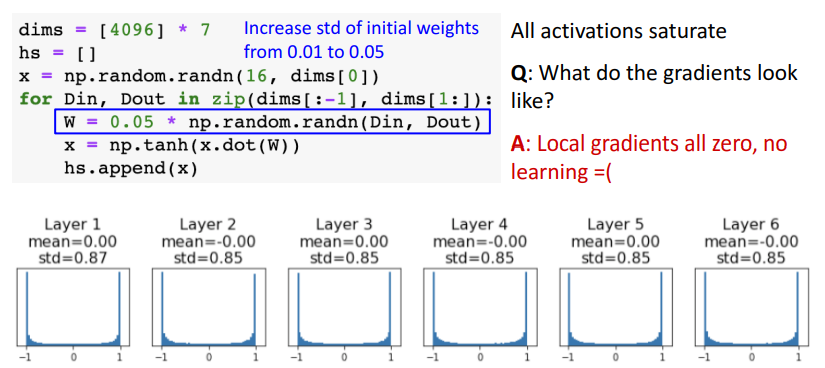 dims = [4096] * 7
hs = []
x = np.random.randn(16, dims[0])
for Din, Dout in zip(dims[:-1], dims[1:]):
    W = 0.05 * np.random.randn(Din, Dout)
    x = np.tanh(x.dot(W))
    hs.append(x)
Increase std of initial weights
from 0.01 to 0.05
All activations saturate
Q: What do the gradients look
like?
A: Local gradients all zero, no
learning =(
Layer 1
mean=0.00
std=0.87
-1 0 1
Layer 2
mean=-0.00
std=0.85
-1 0 1
Layer 3
mean=0.00
std=0.85
-1 0 1
Layer 4
mean=-0.00
std=0.85
-1 0 1
Layer 5
mean=0.00
std=0.85
-1 0 1
Layer 6
mean=-0.00
std=0.85
-1 0 1